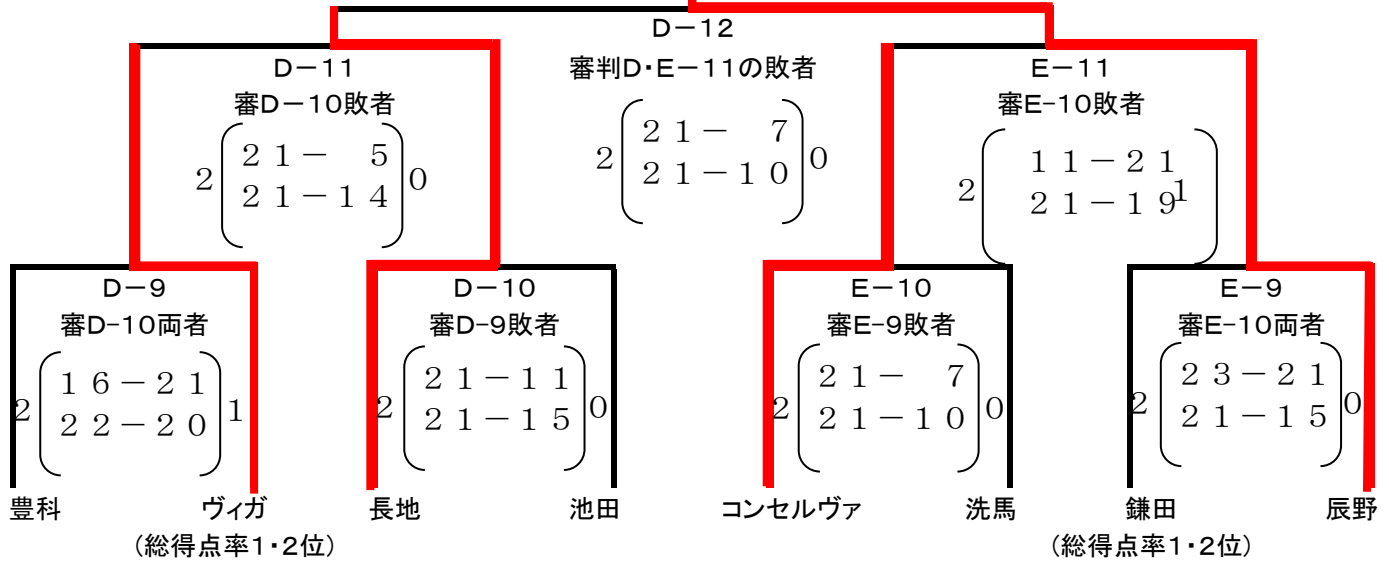 D－12
審判D・E－11の敗者
2 21－ 7 0
21－10
D－11
審D－10敗者
2 21－ 5 0
21－14
E－11
審E-10敗者
2 11－21 1
21－19
D－9
審D-10両者
2 16－21 1
22－20
D－10
審D-9敗者
2 21－11 0
21－15
E－10
審E-9敗者
2 21－ 7 0
21－10
E－9
審E-10両者
2 23－21 0
21－15
豊科
ヴィガ
長地
池田
コンセルヴァ
洗馬
鎌田
辰野
(総得点率1・2位)
(総得点率1・2位)